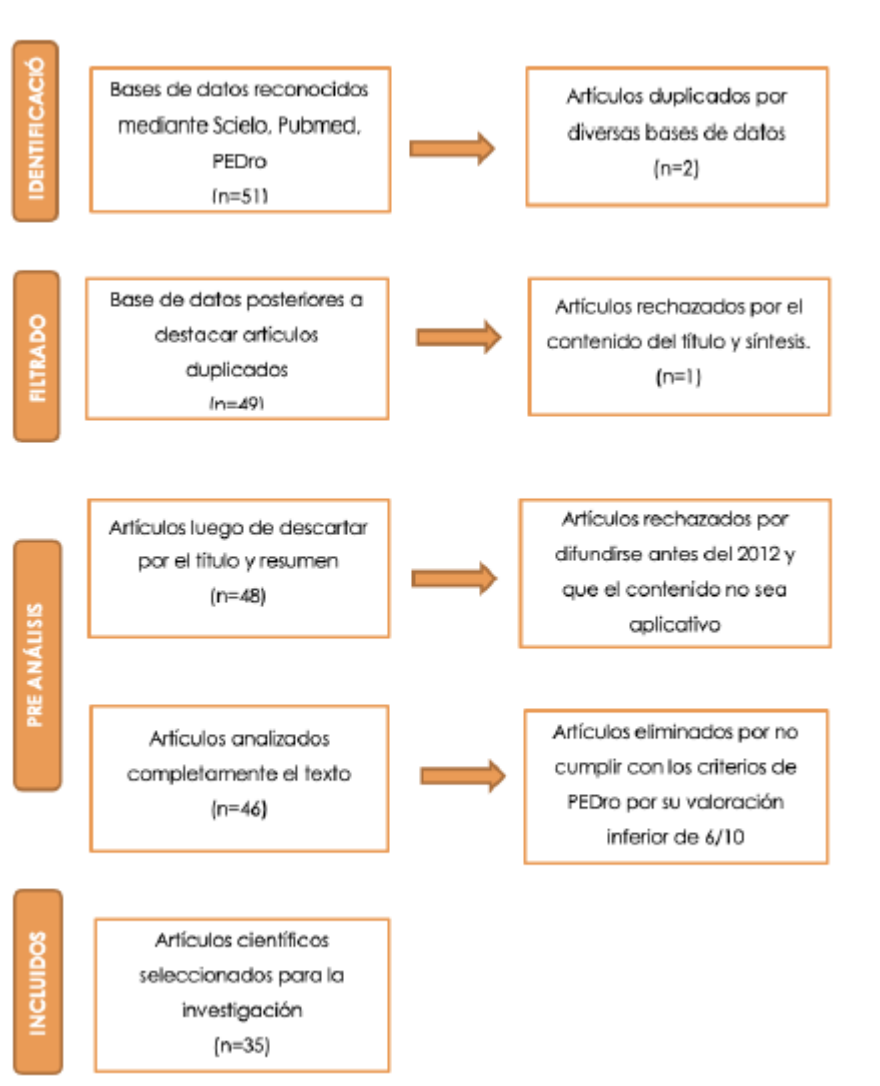 IDENTIFICACIÓ
Bases de datos reconocidos
mediante Scielo, Pubmed,
PEDro
(n=51)
Artículos duplicados por
diversas bases de datos
(n=2)
FILTRADO
Base de datos posteriores a
destacar artículos
duplicados
(n=49)
Artículos rechazados por el
contenido del título y síntesis.
(n=1)
PRE ANÁLISIS
Artículos luego de descartar
por el título y resumen
(n=48)
Artículos rechazados por
difundirse antes del 2012 y
que el contenido no sea
aplicativo
Artículos analizados
completamente el texto
(n=46)
Artículos eliminados por no
cumplir con los criterios de
PEDro por su valoración
inferior de 6/10
INCLUIDOS
Artículos científicos
seleccionados para la
investigación
(n=35)